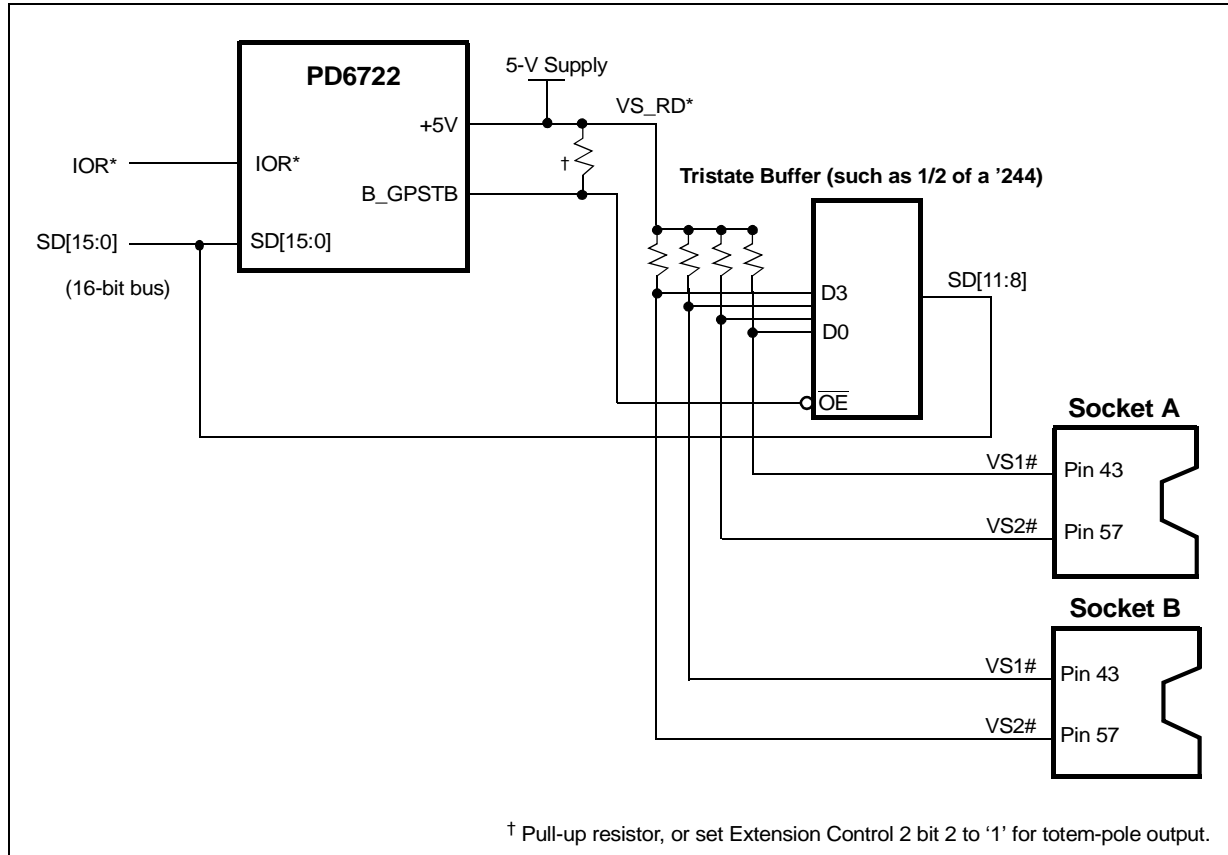 PD6722
5-V Supply
VS_RD*
+5V
†
IOR*
IOR*
B_GPSTB
Tristate Buffer (such as 1/2 of a ’244)
SD[15:0]
SD[15:0]
(16-bit bus)
SD[11:8]
D3
D0
OE
Socket A
VS1#
Pin 43
VS2#
Pin 57
Socket B
VS1#
Pin 43
VS2#
Pin 57
† Pull-up resistor, or set Extension Control 2 bit 2 to ‘1’ for totem-pole output.